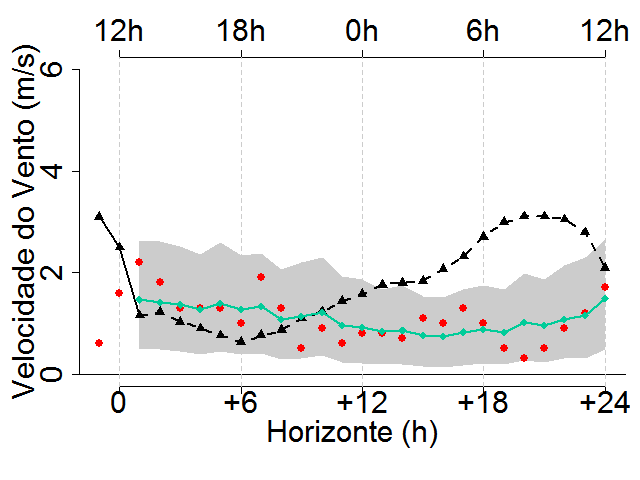 12h 18h 0h 6h 12h
Velocidade do Vento (m/s)
6
4
2
0
0 +6 +12 +18 +24
Horizonte (h)